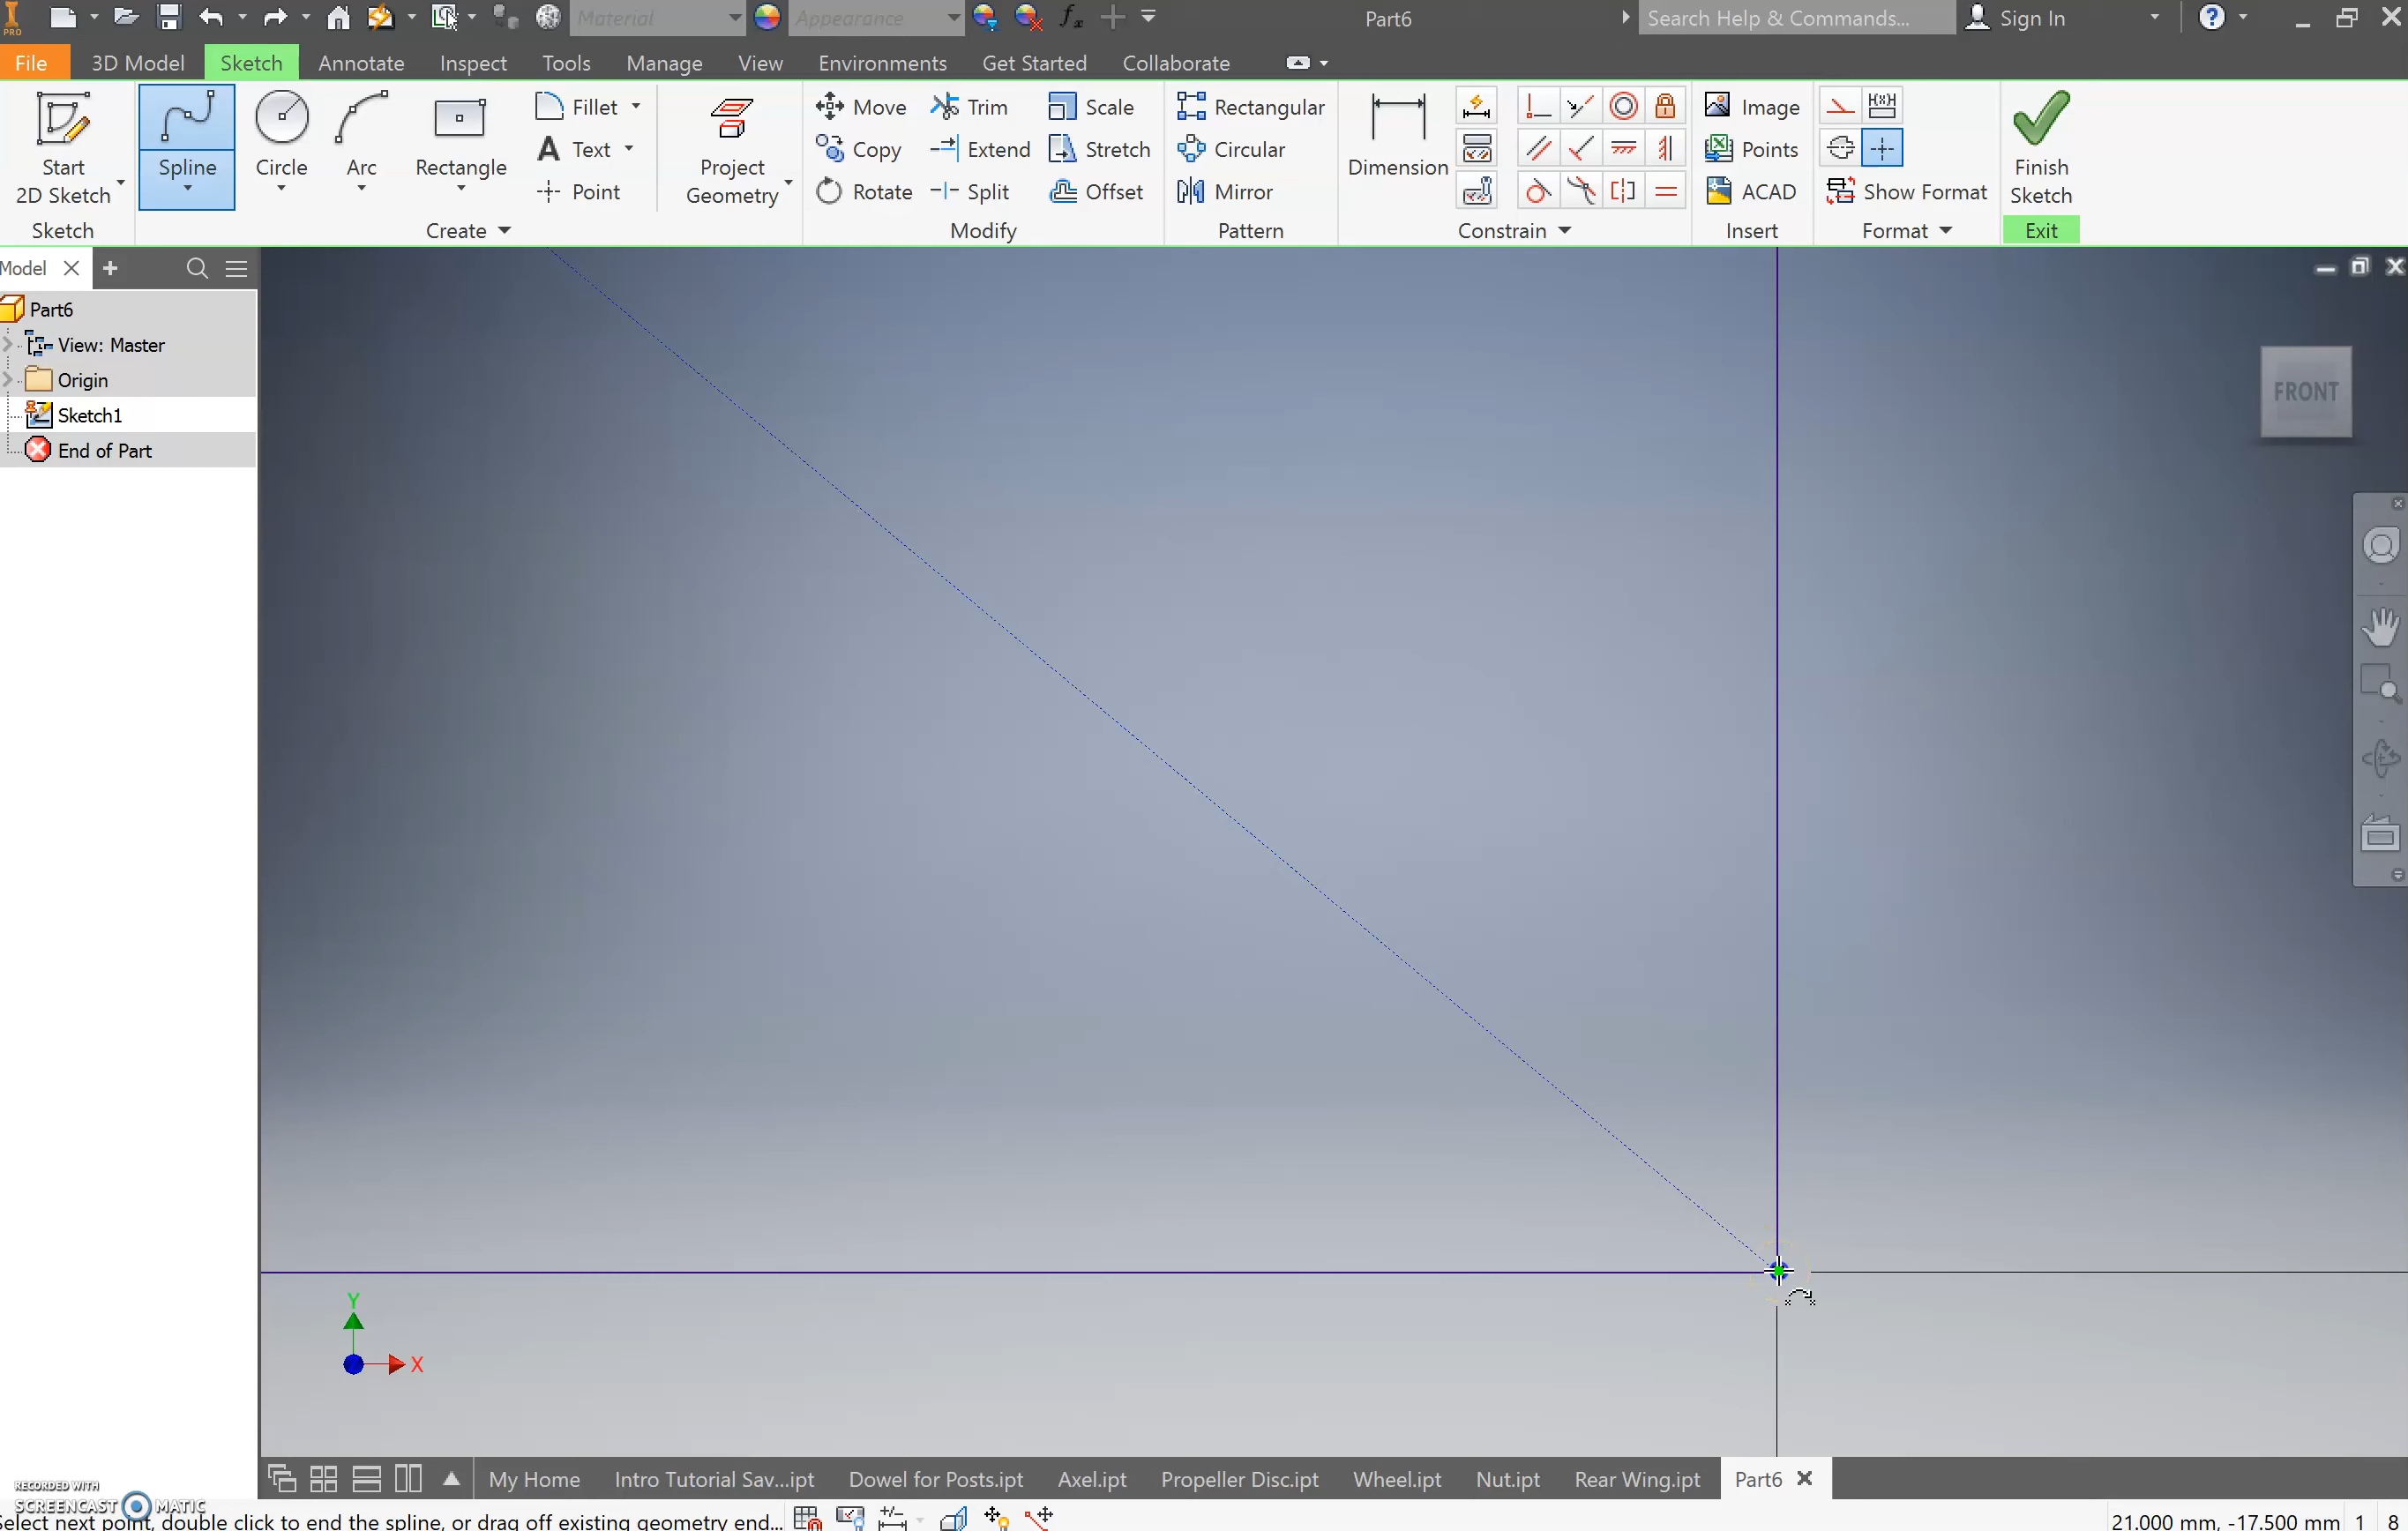 PRO
Material
Appearance
fx
Part6
Search Help & Commands...
Sign In
File
3D Model
Sketch
Annotate
Inspect
Tools
Manage
View
Environments
Get Started
Collaborate
Start
2D Sketch
Spline
Circle
Arc
Rectangle
Fillet
Text
Point
Project
Geometry
Move
Trim
Scale
Copy
Extend
Stretch
Rotate
Split
Offset
Rectangular
Circular
Mirror
Dimension
Image
Points
ACAD
Show Format
Finish
Sketch
Sketch
Create
Modify
Pattern
Constrain
Insert
Format
Exit
Model
Part6
View: Master
Origin
Sketch1
End of Part
FRONT
Y
X
My Home
Intro Tutorial Sav...ipt
Dowel for Posts.ipt
Axel.ipt
Propeller Disc.ipt
Wheel.ipt
Nut.ipt
Rear Wing.ipt
Part6
RECORDED WITH
SCREENCAST MATIC
Select next point, double click to end the spline, or drag off existing geometry end...
21.000 mm, -17.500 mm 1 8